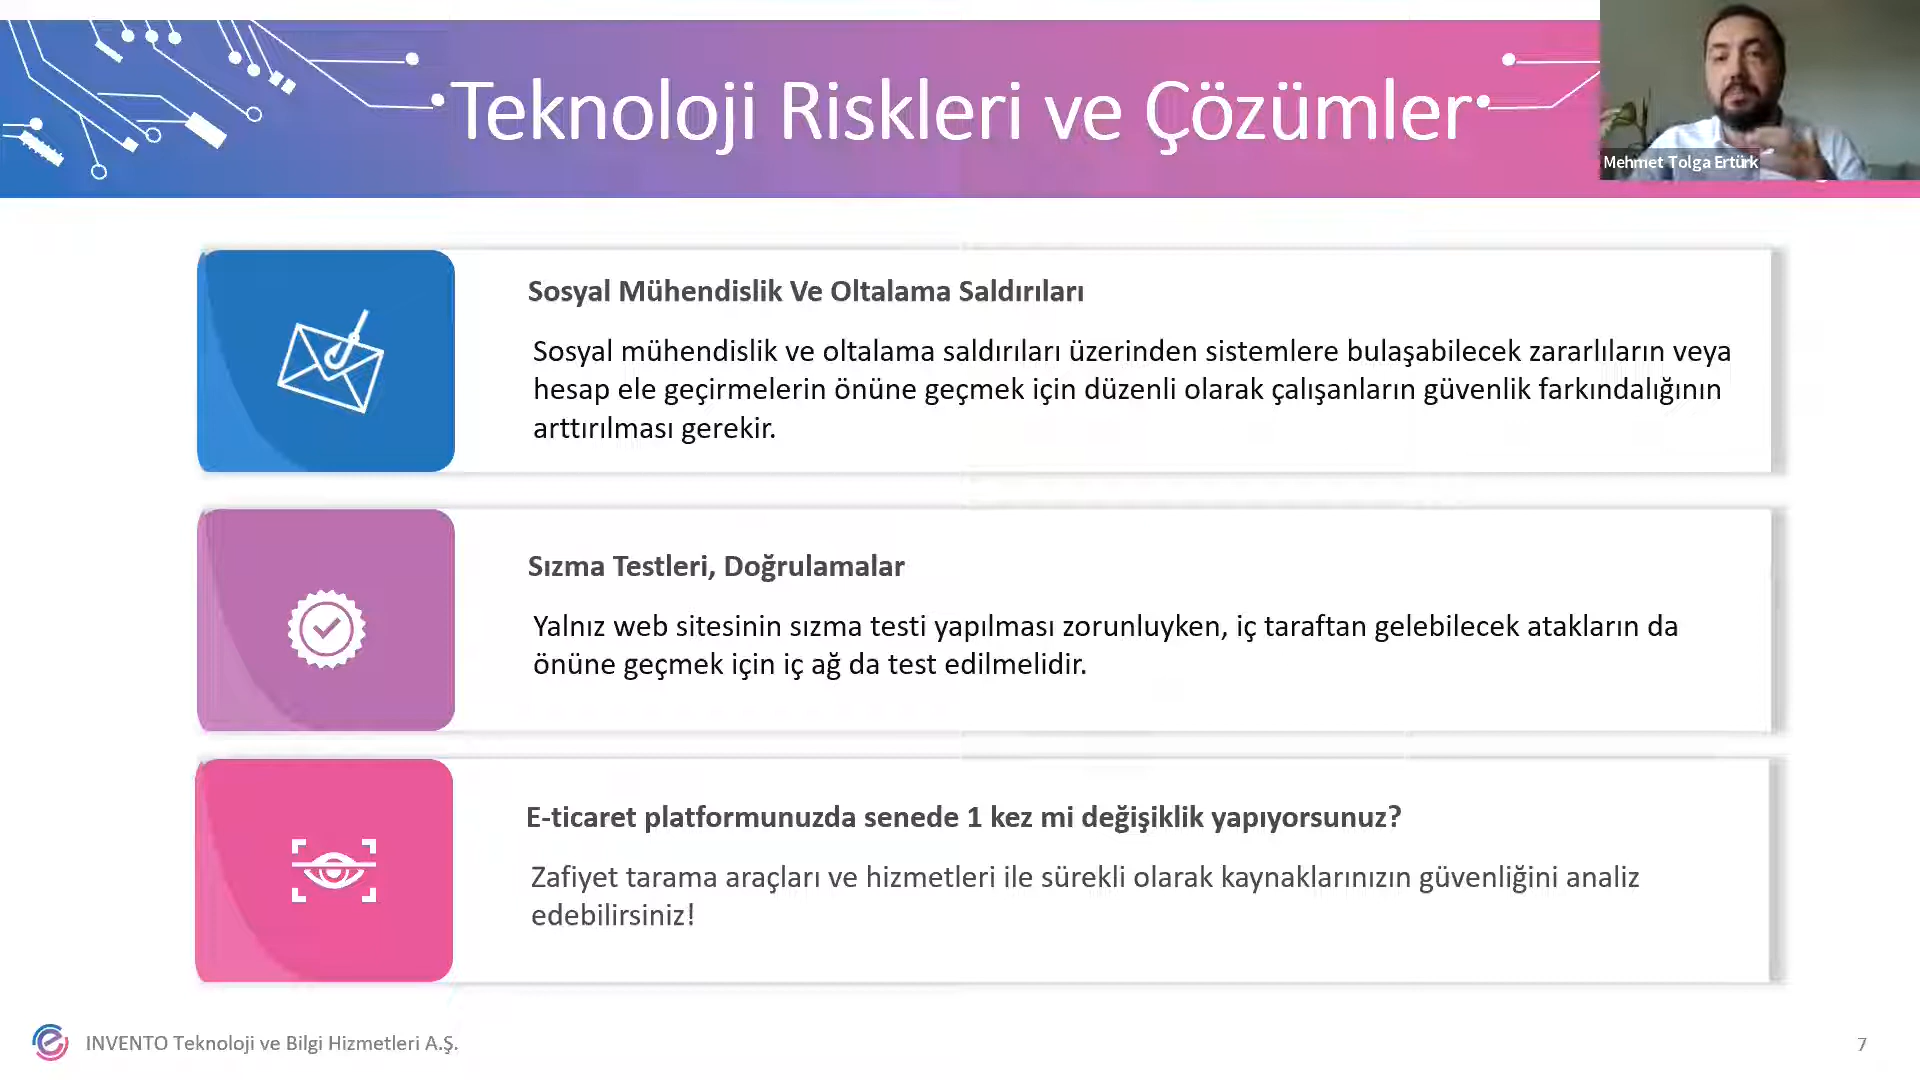 Teknoloji Riskleri ve Çözümler
Mehmet Tolga Ertürk
Sosyal Mühendislik Ve Oltalama Saldırıları
Sosyal mühendislik ve oltalama saldırıları üzerinden sistemlere bulaşabilecek zararlıların veya
hesap ele geçirmelerin önüne geçmek için düzenli olarak çalışanların güvenlik farkındalığının
arttırılması gerekir.
Sızma Testleri, Doğrulamalar
Yalnız web sitesinin sızma testi yapılması zorunluyken, iç taraftan gelebilecek atakların da
önüne geçmek için iç ağ da test edilmelidir.
E-ticaret platformunuzda senede 1 kez mi değişiklik yapıyorsunuz?
Zafiyet tarama araçları ve hizmetleri ile sürekli olarak kaynaklarınızın güvenliğini analiz
edebilirsiniz!
INVENTO Teknoloji ve Bilgi Hizmetleri A.Ş.
7